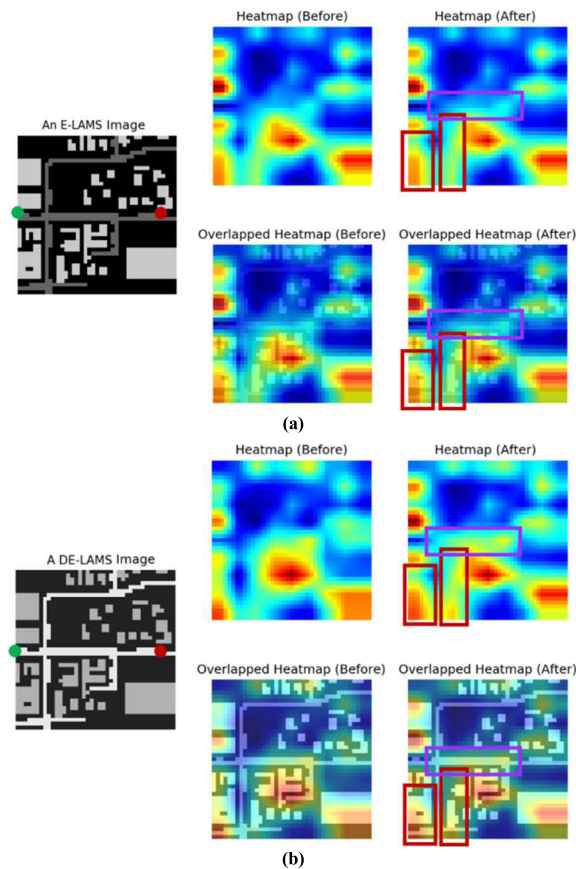 Heatmap (Before)
Heatmap (After)
An E-LAMS Image
Overlapped Heatmap (Before)
Overlapped Heatmap (After)
(a)
Heatmap (Before)
Heatmap (After)
A DE-LAMS Image
Overlapped Heatmap (Before)
Overlapped Heatmap (After)
(b)